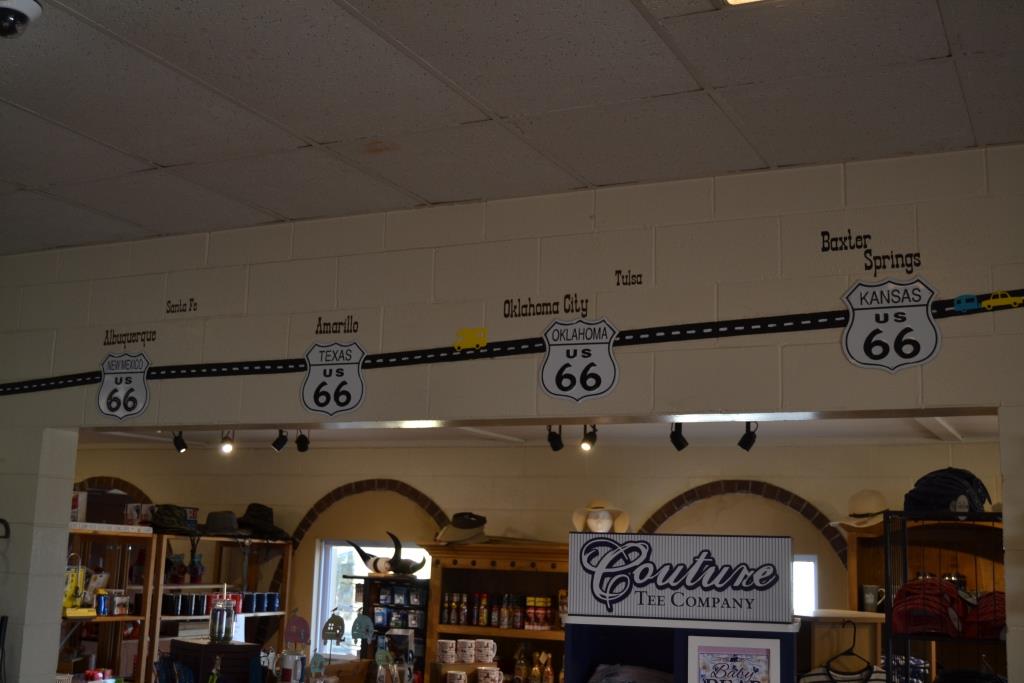 Baxter
Springs
Tulsa
Santa Fe
Oklahoma City
Amarillo
Albuquerque
KANSAS
US
66
OKLAHOMA
US
66
TEXAS
US
66
NEW MEXICO
US
66
Couture
TEE COMPANY
Baby
BEAR